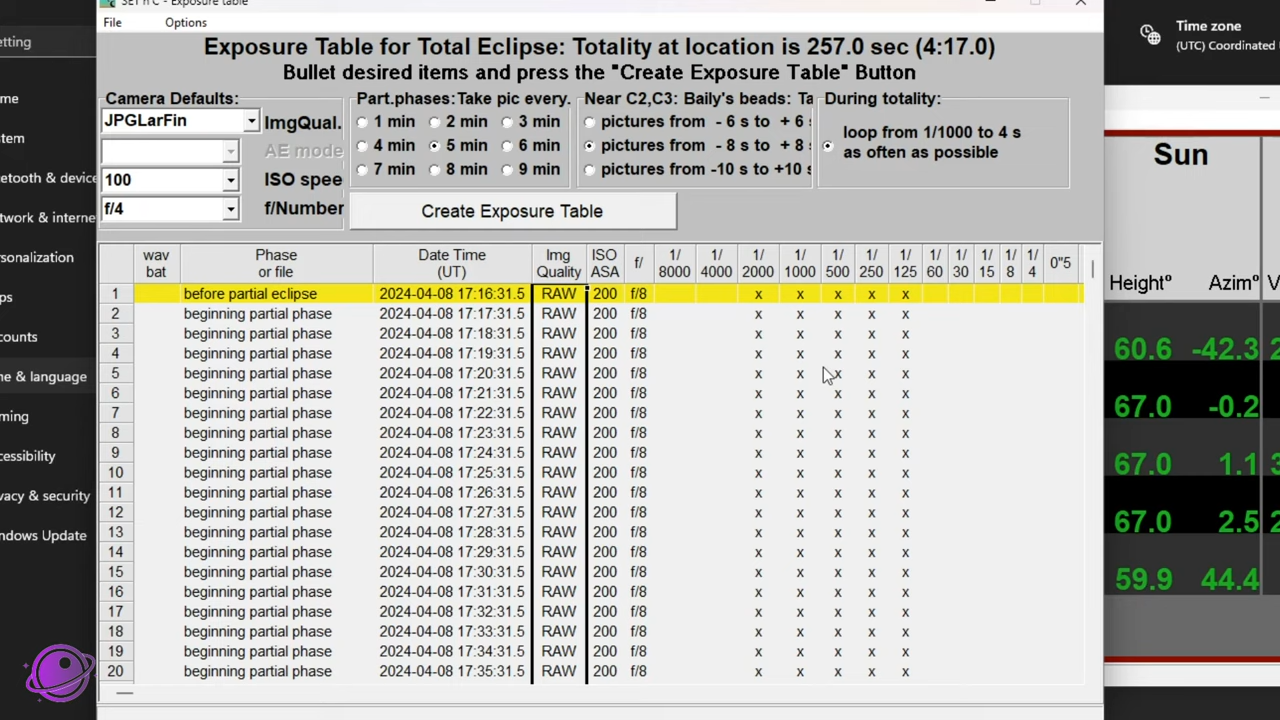 SETnC - Exposure table
File Options
Exposure Table for Total Eclipse: Totality at location is 257.0 sec (4:17.0)
Bullet desired items and press the "Create Exposure Table" Button
Camera Defaults:
JPGLarFin ImgQual.
AE mode
100 ISO spee
f/4 f/Number
Part.phases: Take pic every.
1 min 2 min 3 min
4 min 5 min 6 min
7 min 8 min 9 min
Near C2,C3: Baily's beads: Ta
pictures from - 6 s to + 6 s
pictures from - 8 s to + 8 s
pictures from -10 s to +10 s
During totality:
loop from 1/1000 to 4 s
as often as possible
Create Exposure Table
wav bat Phase or file Date Time (UT) Img Quality ISO ASA f/ 1/8000 1/4000 1/2000 1/1000 1/500 1/250 1/125 1/60 1/30 1/15 1/8 1/4 0"5
1 before partial eclipse 2024-04-08 17:16:31.5 RAW 200 f/8 x x x x x
2 beginning partial phase 2024-04-08 17:17:31.5 RAW 200 f/8 x x x x x
3 beginning partial phase 2024-04-08 17:18:31.5 RAW 200 f/8 x x x x x
4 beginning partial phase 2024-04-08 17:19:31.5 RAW 200 f/8 x x x x x
5 beginning partial phase 2024-04-08 17:20:31.5 RAW 200 f/8 x x x x x
6 beginning partial phase 2024-04-08 17:21:31.5 RAW 200 f/8 x x x x x
7 beginning partial phase 2024-04-08 17:22:31.5 RAW 200 f/8 x x x x x
8 beginning partial phase 2024-04-08 17:23:31.5 RAW 200 f/8 x x x x x
9 beginning partial phase 2024-04-08 17:24:31.5 RAW 200 f/8 x x x x x
10 beginning partial phase 2024-04-08 17:25:31.5 RAW 200 f/8 x x x x x
11 beginning partial phase 2024-04-08 17:26:31.5 RAW 200 f/8 x x x x x
12 beginning partial phase 2024-04-08 17:27:31.5 RAW 200 f/8 x x x x x
13 beginning partial phase 2024-04-08 17:28:31.5 RAW 200 f/8 x x x x x
14 beginning partial phase 2024-04-08 17:29:31.5 RAW 200 f/8 x x x x x
15 beginning partial phase 2024-04-08 17:30:31.5 RAW 200 f/8 x x x x x
16 beginning partial phase 2024-04-08 17:31:31.5 RAW 200 f/8 x x x x x
17 beginning partial phase 2024-04-08 17:32:31.5 RAW 200 f/8 x x x x x
18 beginning partial phase 2024-04-08 17:33:31.5 RAW 200 f/8 x x x x x
19 beginning partial phase 2024-04-08 17:34:31.5 RAW 200 f/8 x x x x x
20 beginning partial phase 2024-04-08 17:35:31.5 RAW 200 f/8 x x x x x
etting
me
stem
etooth & device
twork & interne
rsonalization
ps
counts
ne & language
ming
cessibility
vacy & security
ndows Update
Time zone
(UTC) Coordinated
Sun
Height° Azim° V
60.6 -42.3
67.0 -0.2
67.0 1.1
67.0 2.5
59.9 44.4